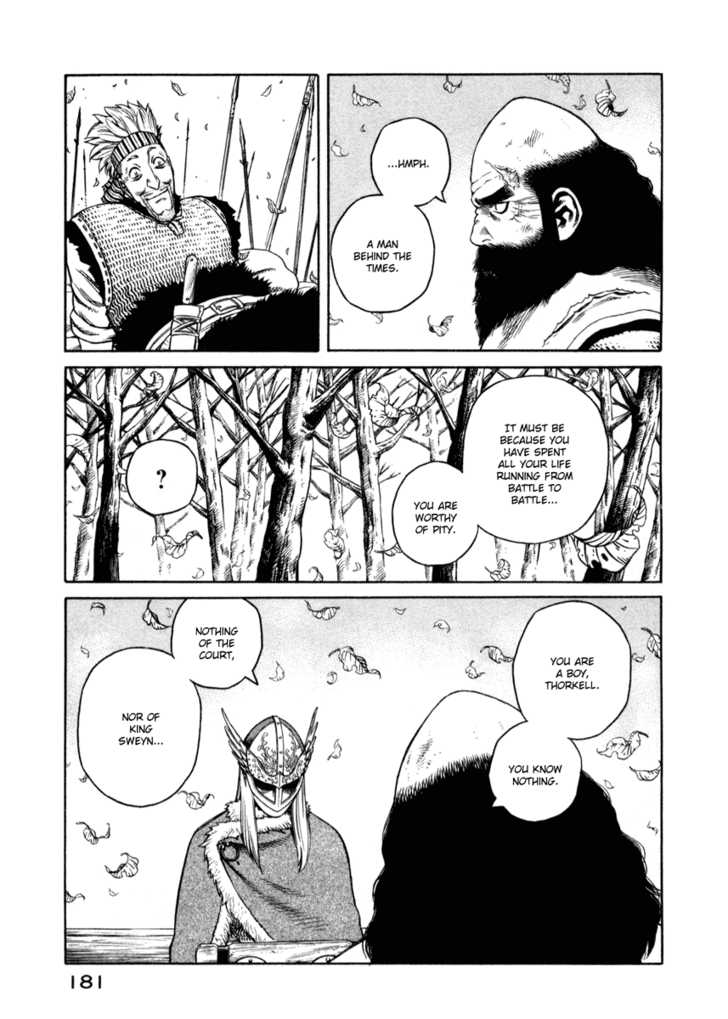 ...HMPH.
A MAN
BEHIND THE
TIMES.
IT MUST BE
BECAUSE YOU
HAVE SPENT
ALL YOUR LIFE
RUNNING FROM
BATTLE TO
BATTLE...
YOU ARE
WORTHY
OF PITY.
?
YOU ARE
A BOY,
THORKELL.
YOU KNOW
NOTHING.
NOTHING
OF THE
COURT,
NOR OF
KING
SWEYN...
181